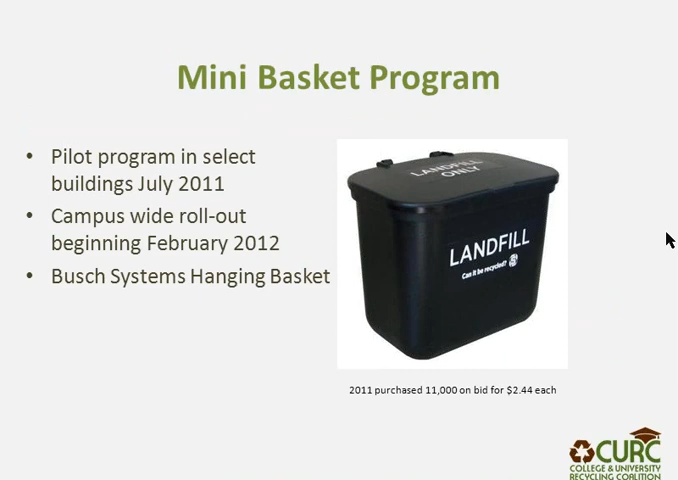 Mini Basket Program
• Pilot program in select
buildings July 2011
• Campus wide roll-out
beginning February 2012
• Busch Systems Hanging Basket
LANDFILL
ONLY
LANDFILL
Can it be recycled?
2011 purchased 11,000 on bid for $2.44 each
CURC
COLLEGE & UNIVERSITY
RECYCLING COALITION